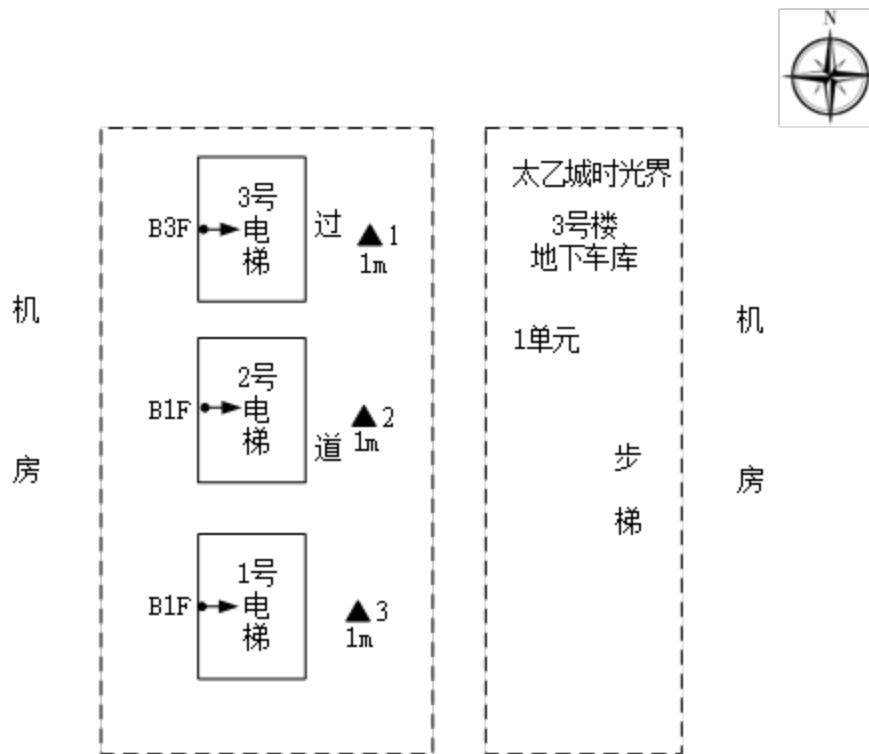 N
太乙城时光界
3号楼
地下车库
1单元
步
梯
机
房
机
房
过
道
B3F
3号
电
梯
▲1
1m
B1F
2号
电
梯
▲2
1m
B1F
1号
电
梯
▲3
1m